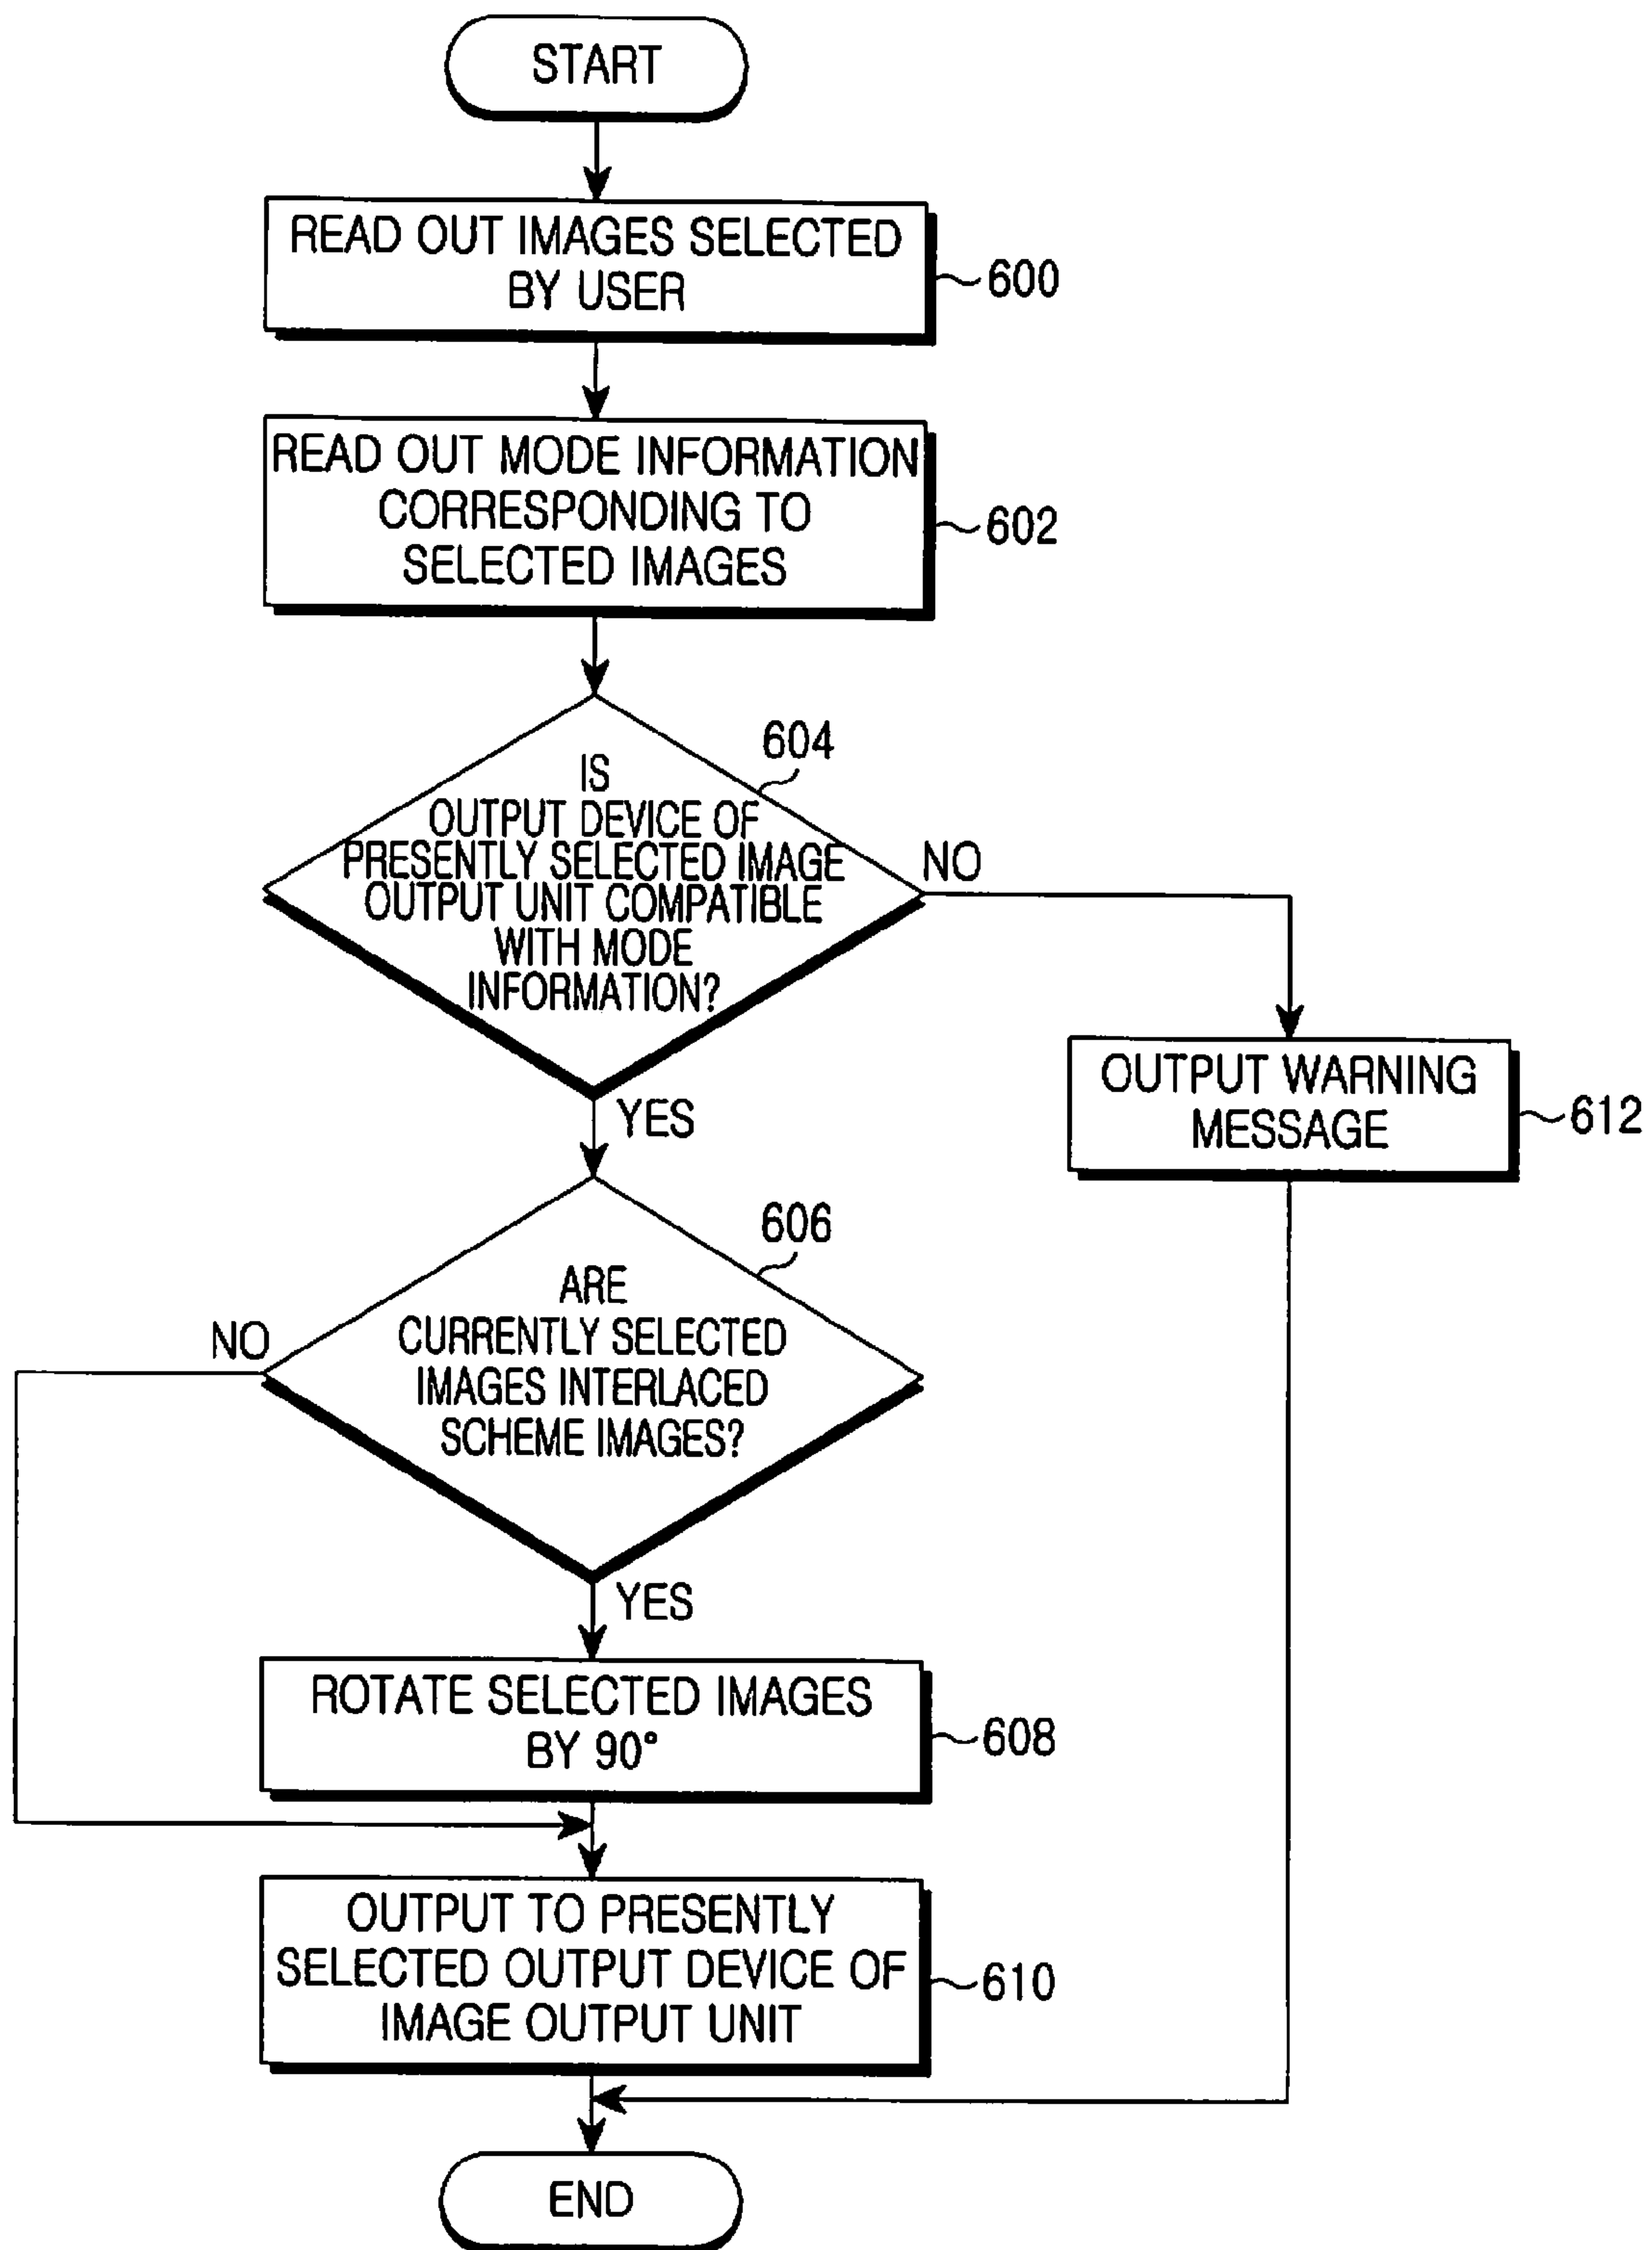 START
READ OUT IMAGES SELECTED
BY USER
600
READ OUT MODE INFORMATION
CORRESPONDING TO
SELECTED IMAGES
602
604
IS
OUTPUT DEVICE OF
PRESENTLY SELECTED IMAGE
OUTPUT UNIT COMPATIBLE
WITH MODE
INFORMATION?
NO
YES
OUTPUT WARNING
MESSAGE
612
606
ARE
CURRENTLY SELECTED
IMAGES INTERLACED
SCHEME IMAGES?
NO
YES
ROTATE SELECTED IMAGES
BY 90°
608
OUTPUT TO PRESENTLY
SELECTED OUTPUT DEVICE OF
IMAGE OUTPUT UNIT
610
END